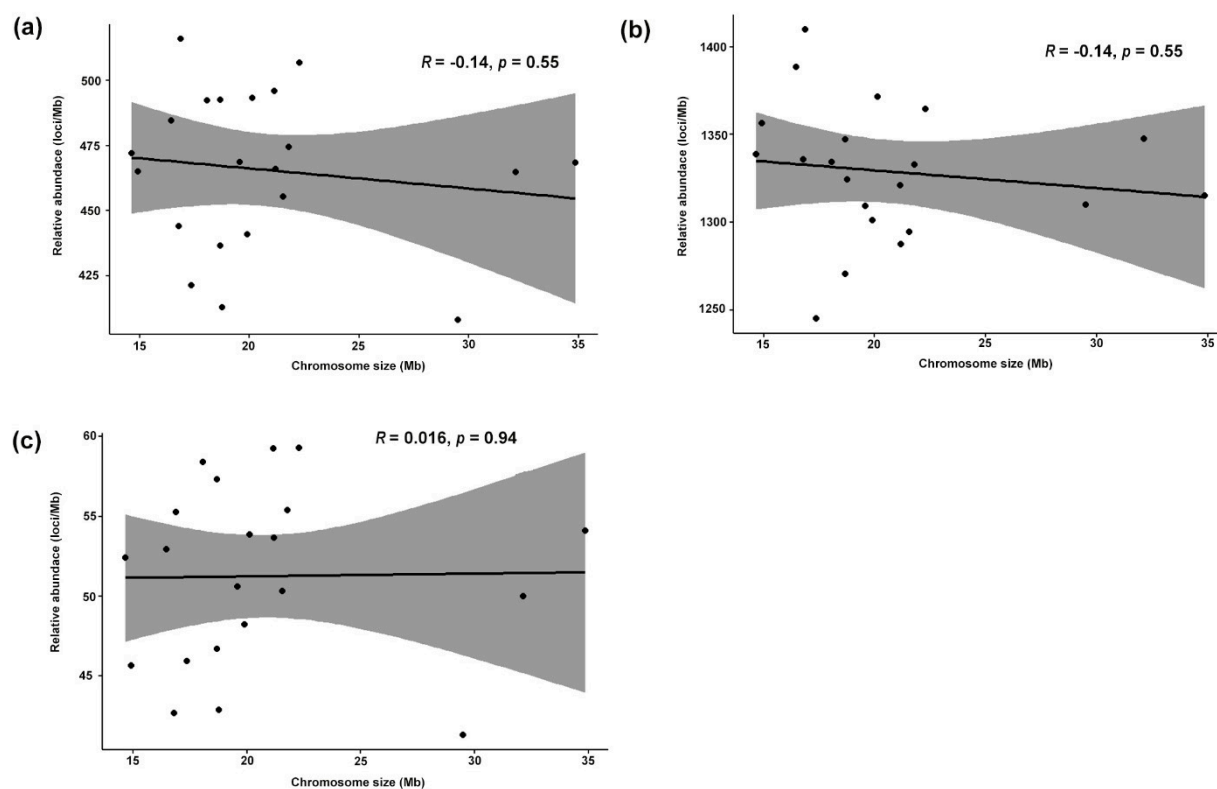 (a)
R = -0.14, p = 0.55
Relative abundace (loci/Mb)
500
475
450
425
15 20 25 30 35
Chromosome size (Mb)
(b)
R = -0.14, p = 0.55
Relative abundace (loci/Mb)
1400
1350
1300
1250
15 20 25 30 35
Chromosome size (Mb)
(c)
R = 0.016, p = 0.94
Relative abundace (loci/Mb)
60
55
50
45
15 20 25 30 35
Chromosome size (Mb)